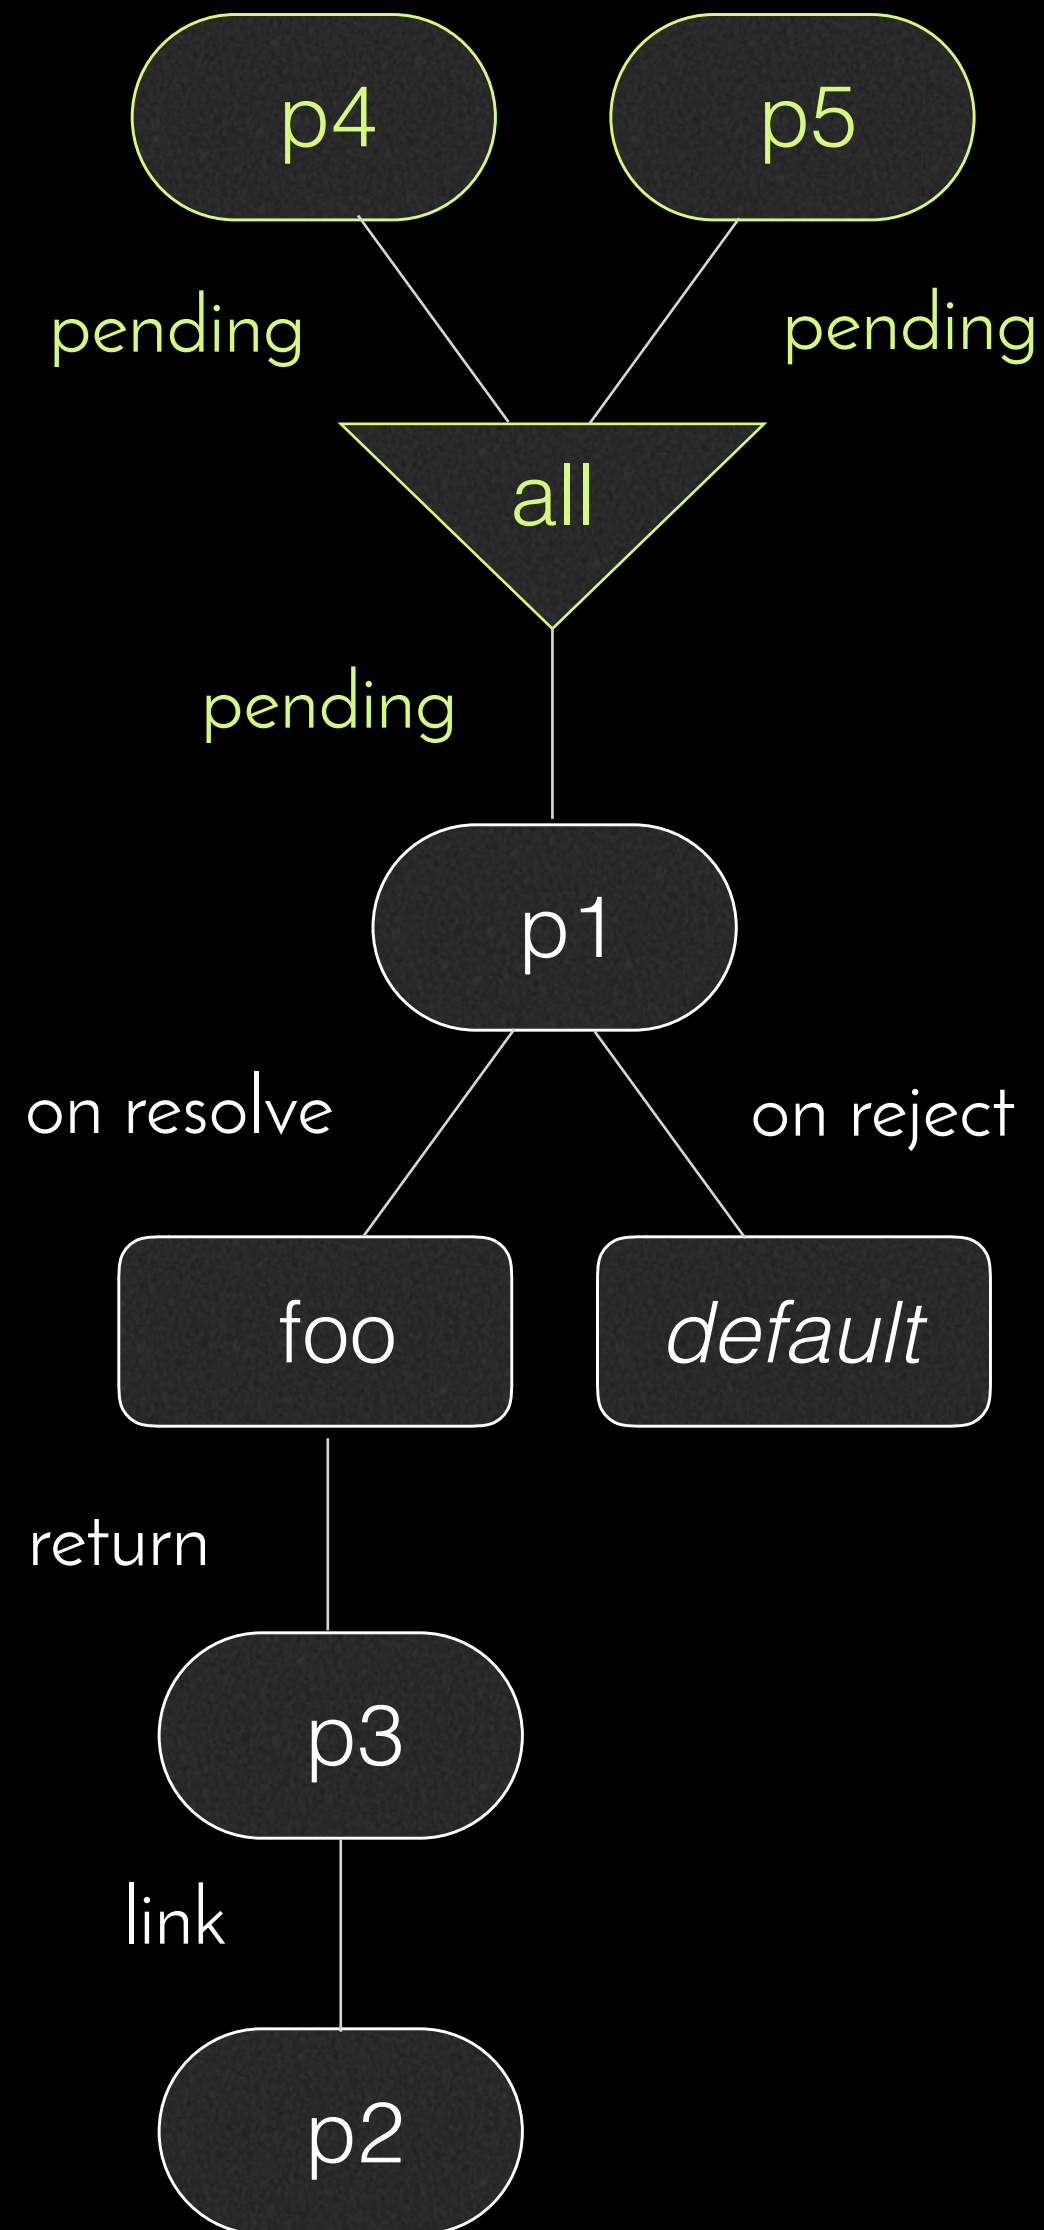 p4
p5
pending
pending
all
pending
p1
on resolve
on reject
foo
default
return
p3
link
p2